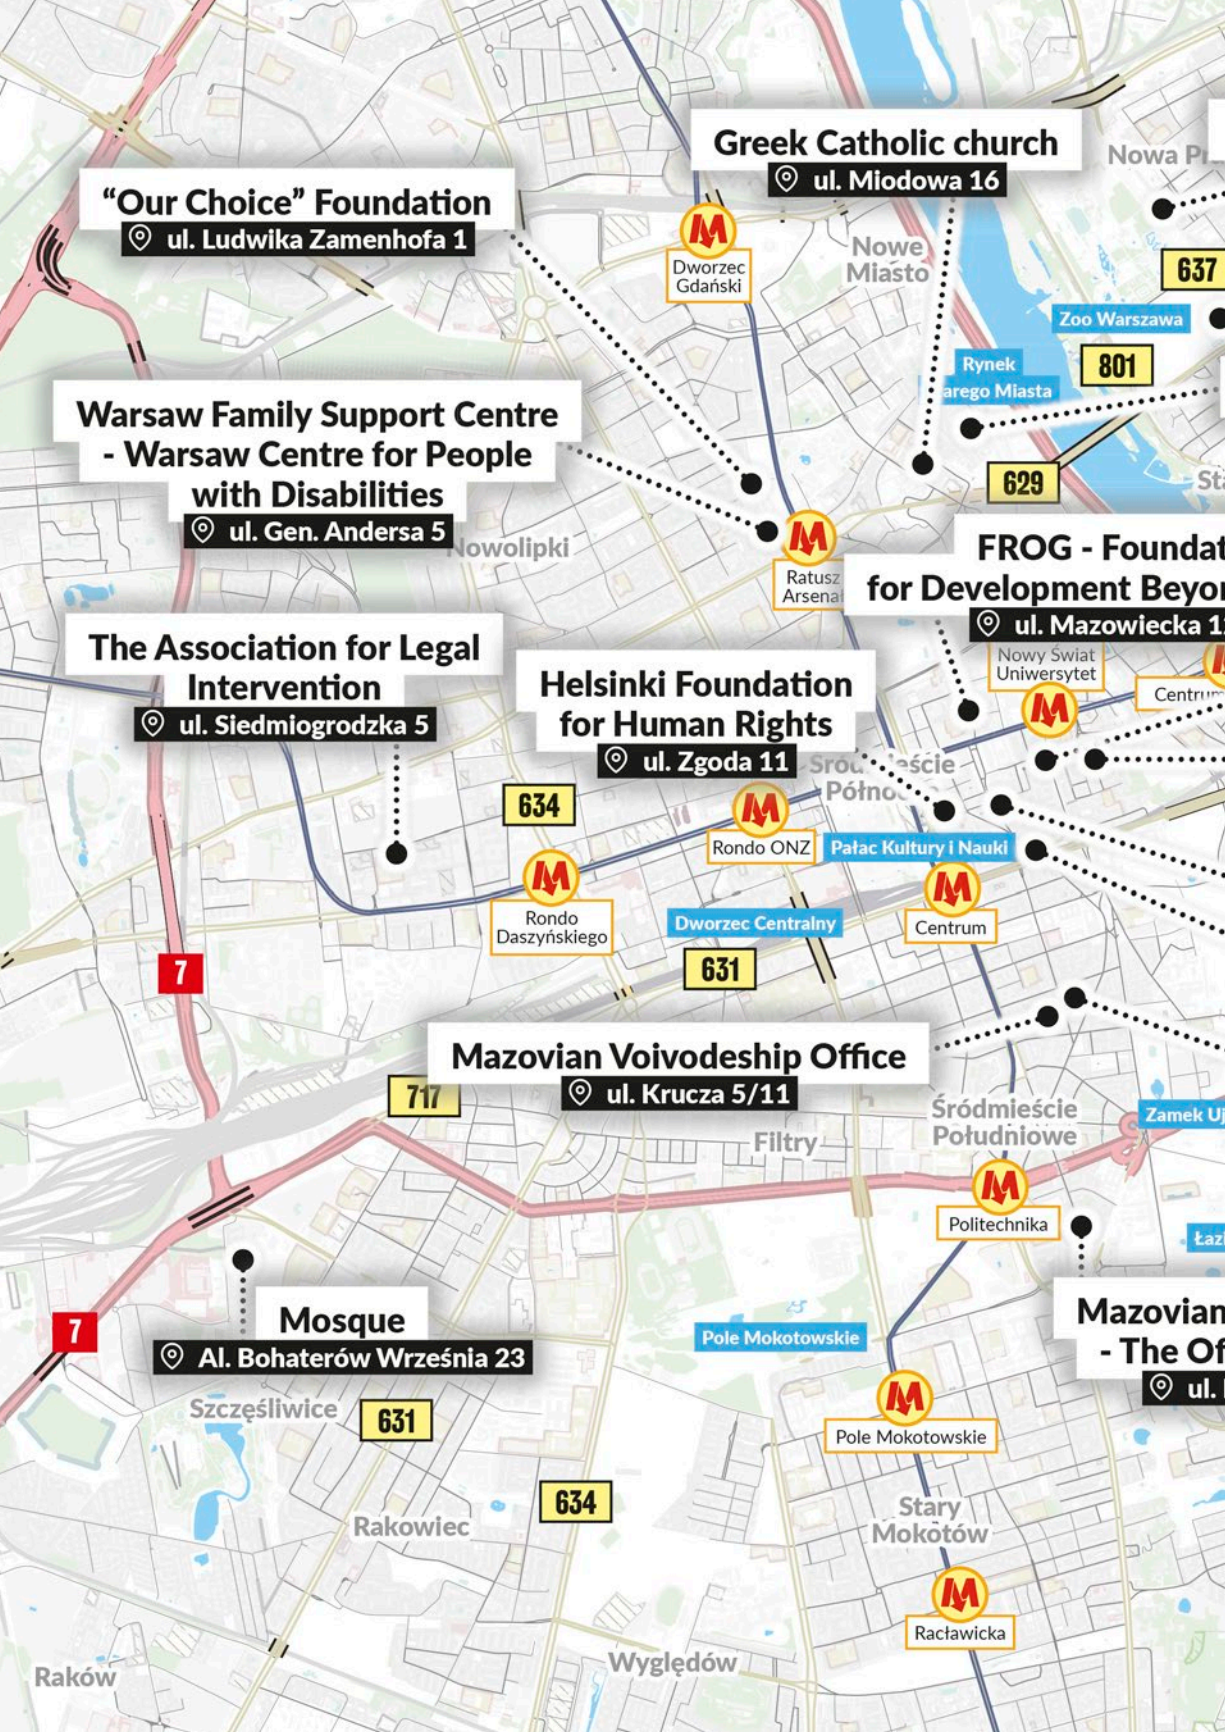 Greek Catholic church
ul. Miodowa 16
Nowa
"Our Choice" Foundation
ul. Ludwika Zamenhofa 1
Dworzec
Gdański
Nowe
Miasto
637
Zoo Warszawa
801
Rynek
arego Miasta
Warsaw Family Support Centre
- Warsaw Centre for People
with Disabilities
ul. Gen. Andersa 5
Nowolipki
629
Ratusz
Arsenał
FROG -
for Development
ul. Mazowiecka
The Association for Legal
Intervention
ul. Siedmiogrodzka 5
Helsinki Foundation
for Human Rights
ul. Zgoda 11
Nowy Świat
Uniwersytet
Centrum
634
Rondo ONZ
Pałac Kultury i Nauki
Rondo
Daszyńskiego
Dworzec Centralny
Centrum
631
7
Mazovian Voivodeship Office
ul. Krucza 5/11
717
Filtry
Śródmieście
Południowe
Zamek
Politechnika
Mosque
Al. Bohaterów Września 23
7
Pole Mokotowskie
Mazovian
- The
ul.
Szczęśliwice
631
Pole Mokotowskie
634
Rakowiec
Stary
Mokotów
Racławicka
Raków
Wyględów